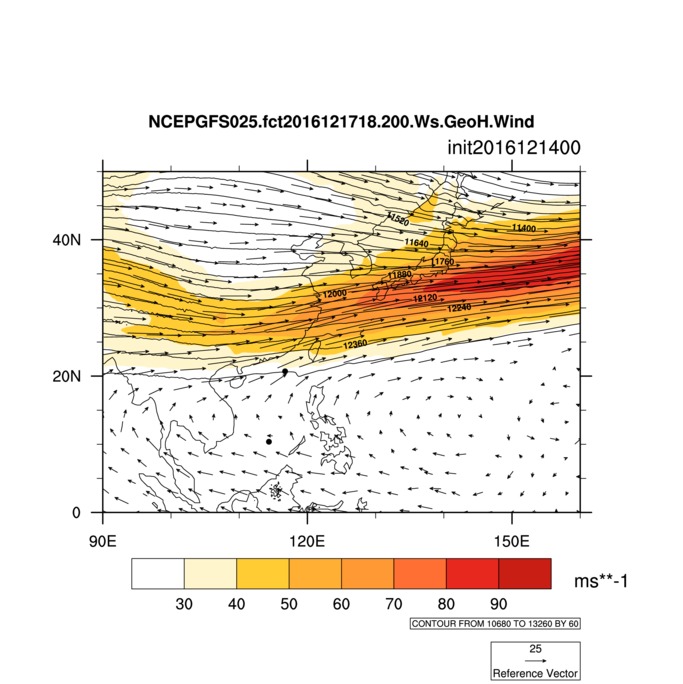 NCEPGFS025.fct2016121718.200.Ws.GeoH.Wind
init2016121400
11520
11400
40N
11640
11760
11880
12000
12120
12240
12360
20N
0
90E 120E 150E
ms**-1
30 40 50 60 70 80 90
CONTOUR FROM 10680 TO 13260 BY 60
25
Reference Vector